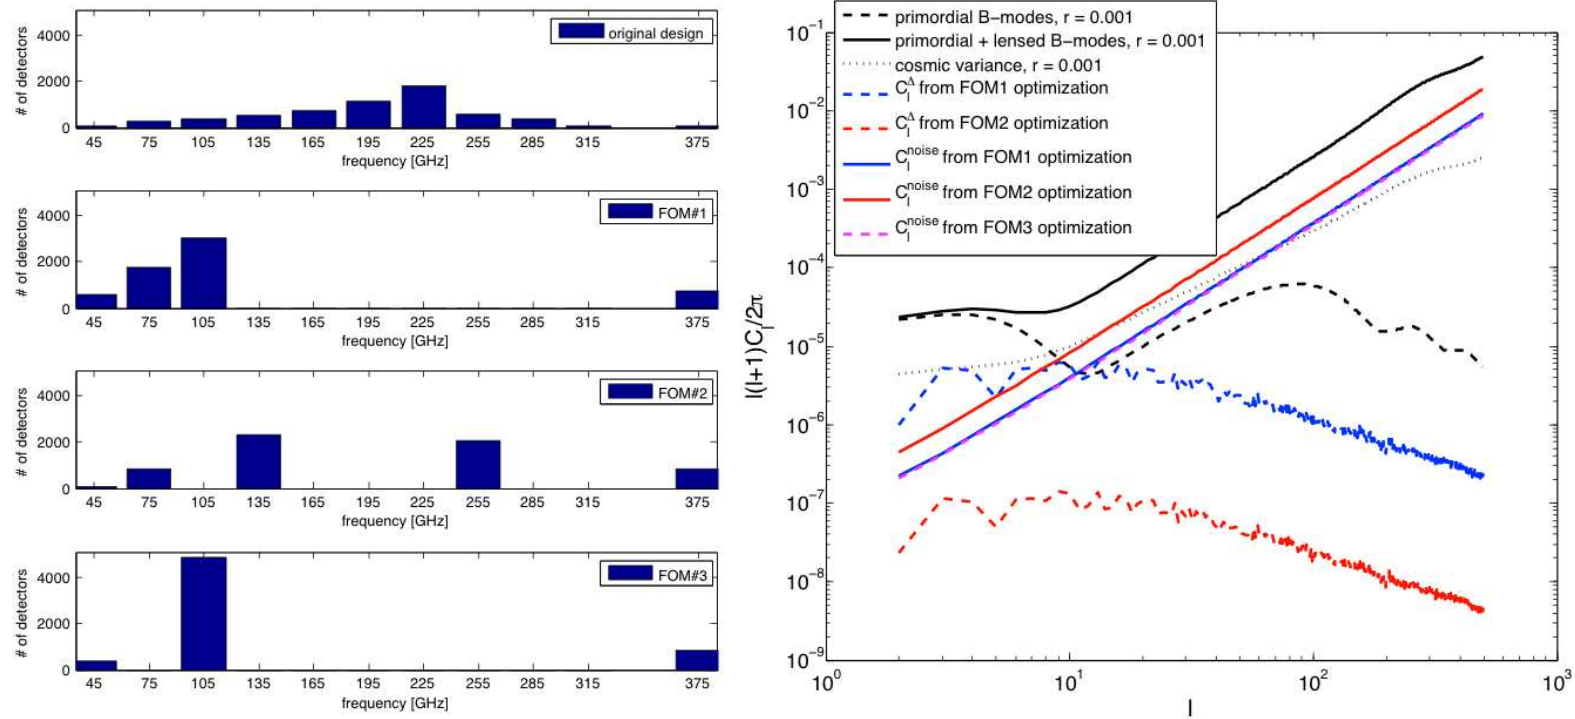 # of detectors
4000
2000
0
original design
45 75 105 135 165 195 225 255 285 315 375
frequency [GHz]
# of detectors
4000
2000
0
FOM#1
45 75 105 135 165 195 225 255 285 315 375
frequency [GHz]
# of detectors
4000
2000
0
FOM#2
45 75 105 135 165 195 225 255 285 315 375
frequency [GHz]
# of detectors
4000
2000
0
FOM#3
45 75 105 135 165 195 225 255 285 315 375
frequency [GHz]
primordial B−modes, r = 0.001
primordial + lensed B−modes, r = 0.001
cosmic variance, r = 0.001
C_l^Δ from FOM1 optimization
C_l^Δ from FOM2 optimization
C_l^noise from FOM1 optimization
C_l^noise from FOM2 optimization
C_l^noise from FOM3 optimization
l(l+1)C_l/2π
10^−1
10^−2
10^−3
10^−4
10^−5
10^−6
10^−7
10^−8
10^−9
10^0 10^1 10^2 10^3
l